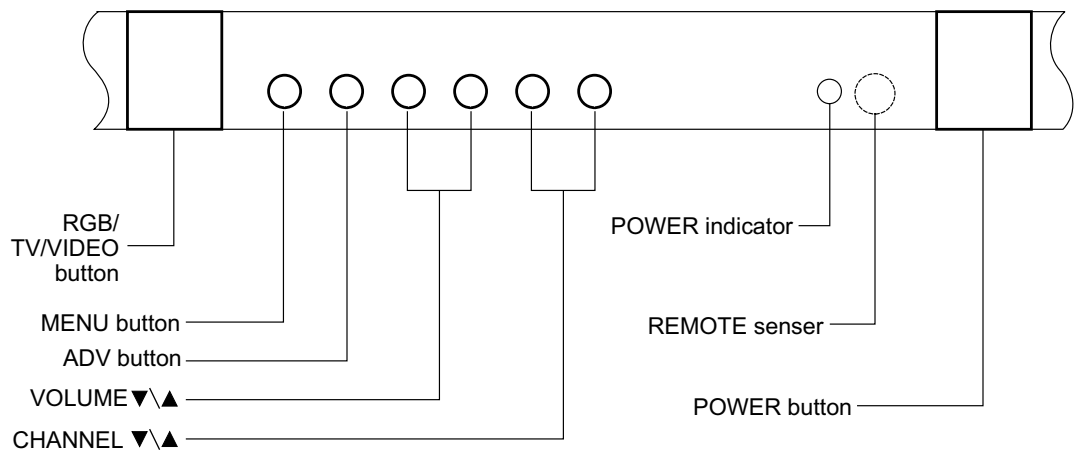 RGB/
TV/VIDEO
button
MENU button
ADV button
VOLUME▼\▲
CHANNEL ▼\▲
POWER indicator
REMOTE senser
POWER button